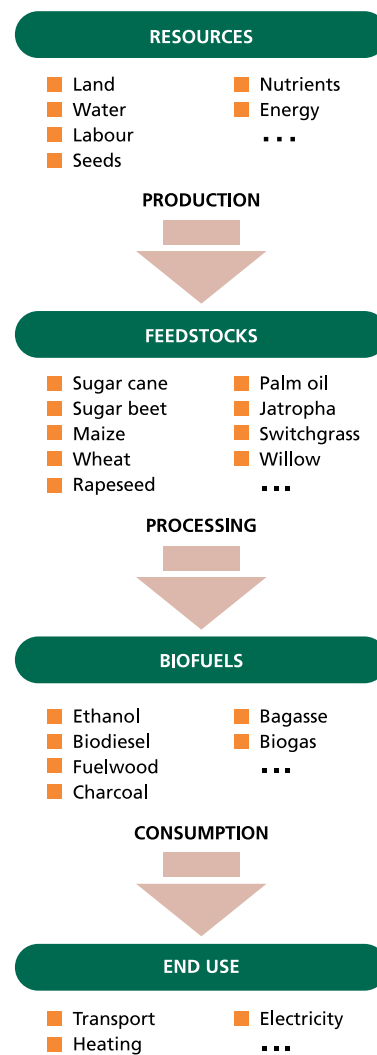 RESOURCES
Land
Water
Labour
Seeds
Nutrients
Energy
...
PRODUCTION
FEEDSTOCKS
Sugar cane
Sugar beet
Maize
Wheat
Rapeseed
Palm oil
Jatropha
Switchgrass
Willow
...
PROCESSING
BIOFUELS
Ethanol
Biodiesel
Fuelwood
Charcoal
Bagasse
Biogas
...
CONSUMPTION
END USE
Transport
Heating
Electricity
...